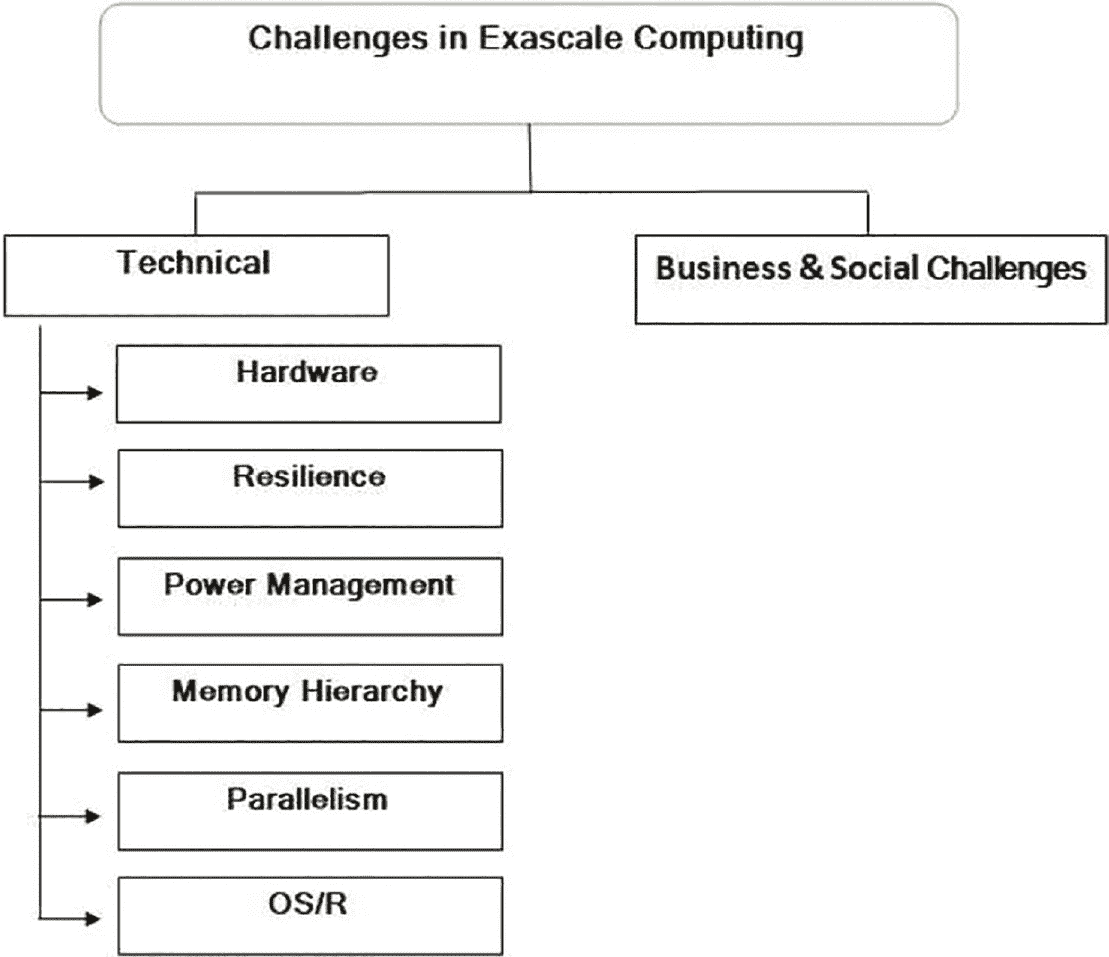 Challenges in Exascale Computing
Technical
Business & Social Challenges
Hardware
Resilience
Power Management
Memory Hierarchy
Parallelism
OS/R